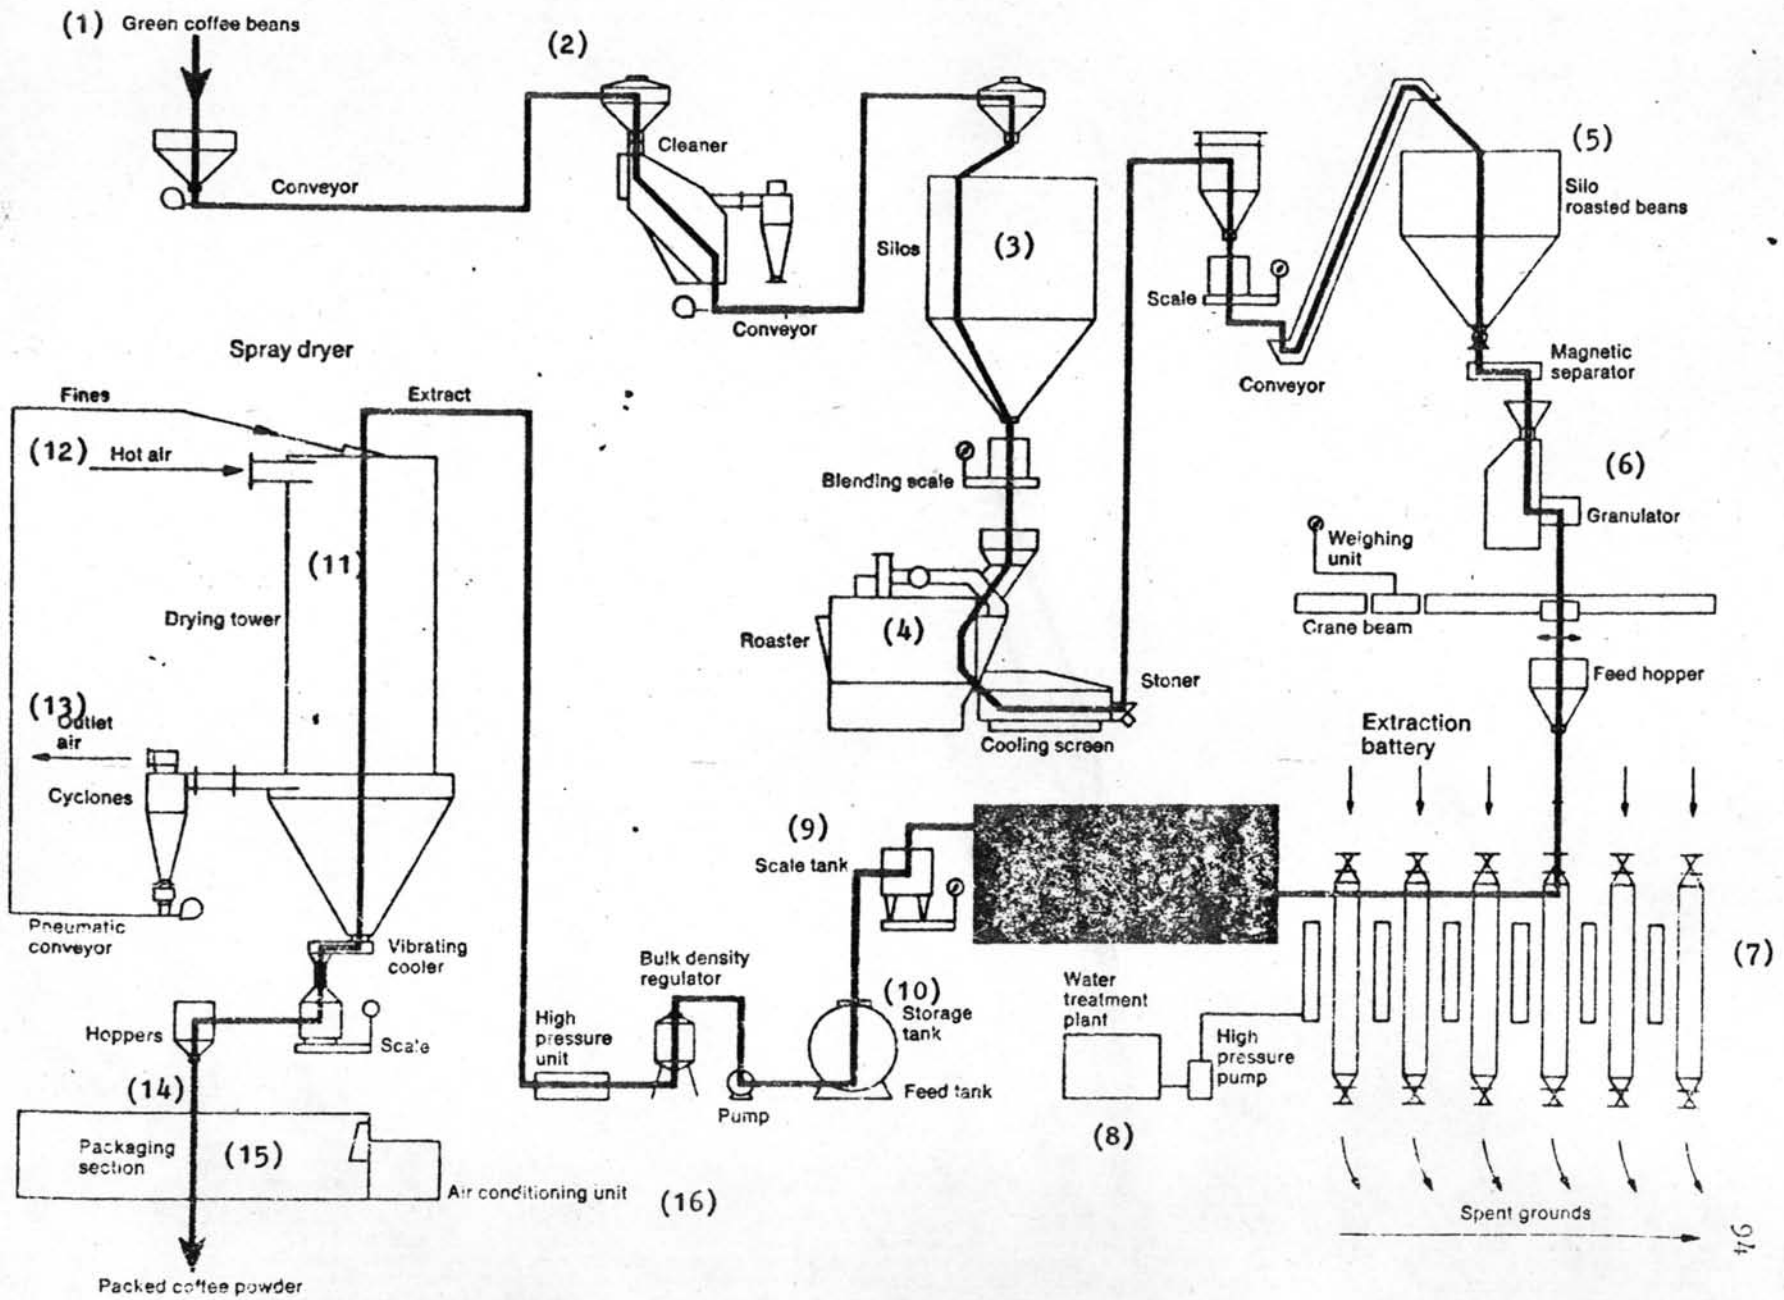 (1) Green coffee beans
(2)
Conveyor
Cleaner
Conveyor
Silos
(3)
Scale
Conveyor
(5)
Silo
roasted beans
Magnetic
separator
(6)
Granulator
Weighing
unit
Crane beam
Feed hopper
Blending scale
Roaster
(4)
Stoner
Cooling screen
Extraction
battery
(7)
Spent grounds
Water
treatment
plant
High
pressure
pump
(8)
(9)
Scale tank
(10)
Storage
tank
Feed tank
Pump
Bulk density
regulator
High
pressure
unit
Spray dryer
Fines
Extract
(12)
Hot air
(11)
Drying tower
(13)
Outlet
air
Cyclones
Pneumatic
conveyor
Vibrating
cooler
Hoppers
Scale
(14)
Packaging
section
(15)
Air conditioning unit
(16)
Packed coffee powder
94